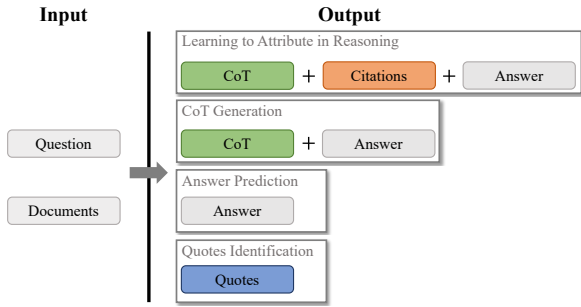 Input
Output
Learning to Attribute in Reasoning
CoT + Citations + Answer
CoT Generation
CoT + Answer
Question
Answer Prediction
Documents
Answer
Quotes Identification
Quotes